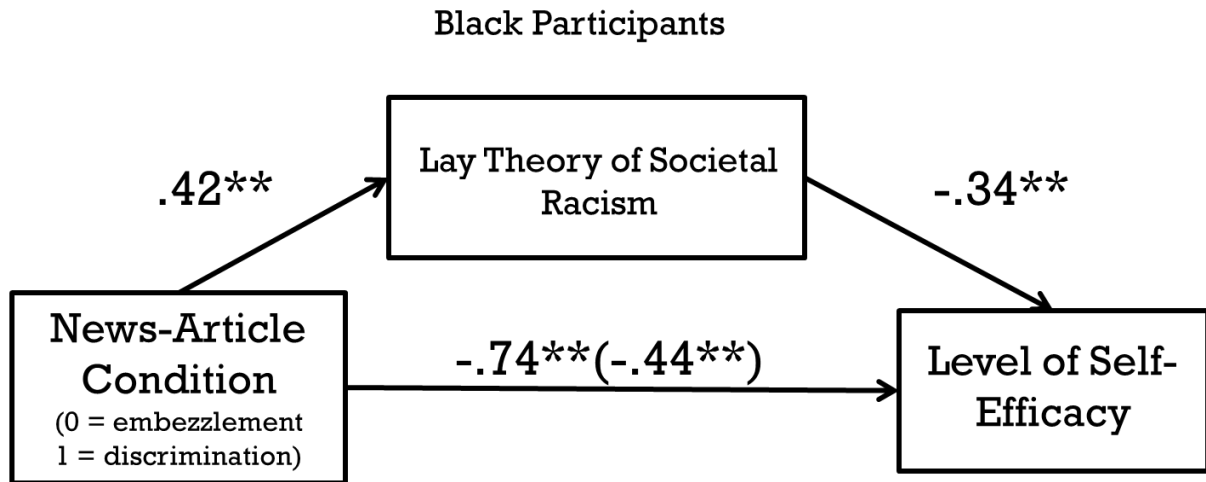 Black Participants
Lay Theory of Societal
Racism
.42**
-.34**
News-Article
Condition
(0 = embezzlement
1 = discrimination)
-.74**(-.44**)
Level of Self-
Efficacy